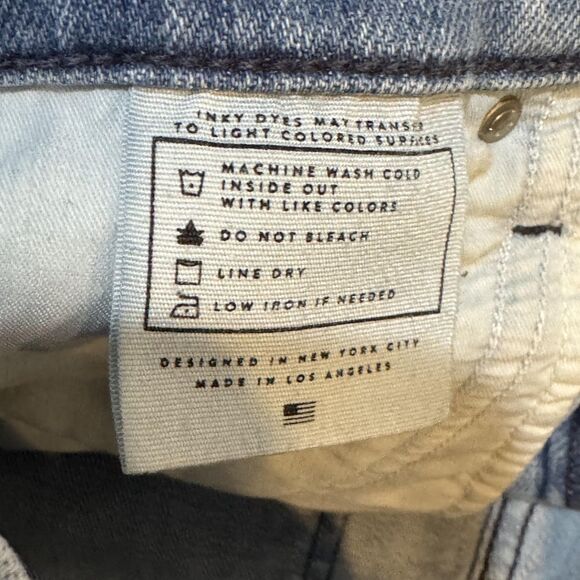 INKY DYES MAY TRANSFER
TO LIGHT COLORED SURFACES
MACHINE WASH COLD
INSIDE OUT
WITH LIKE COLORS
DO NOT BLEACH
LINE DRY
LOW IRON IF NEEDED
DESIGNED IN NEW YORK CITY
MADE IN LOS ANGELES